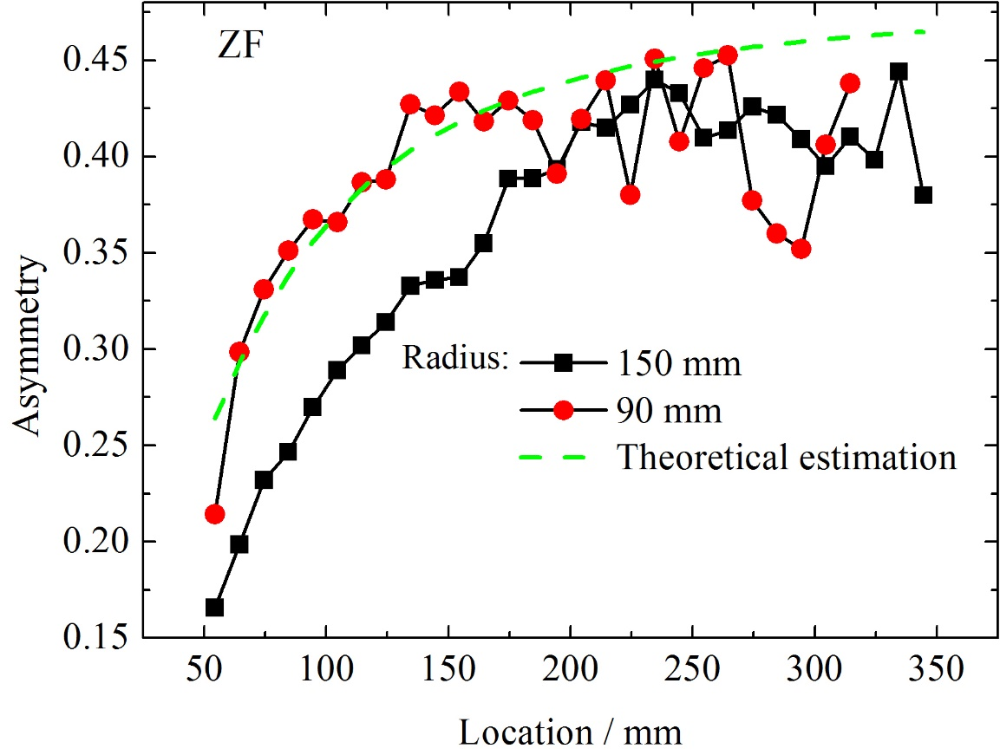 ZF
0.45
0.40
0.35
0.30
0.25
0.20
0.15
Asymmetry
Radius:
150 mm
90 mm
Theoretical estimation
50 100 150 200 250 300 350
Location / mm